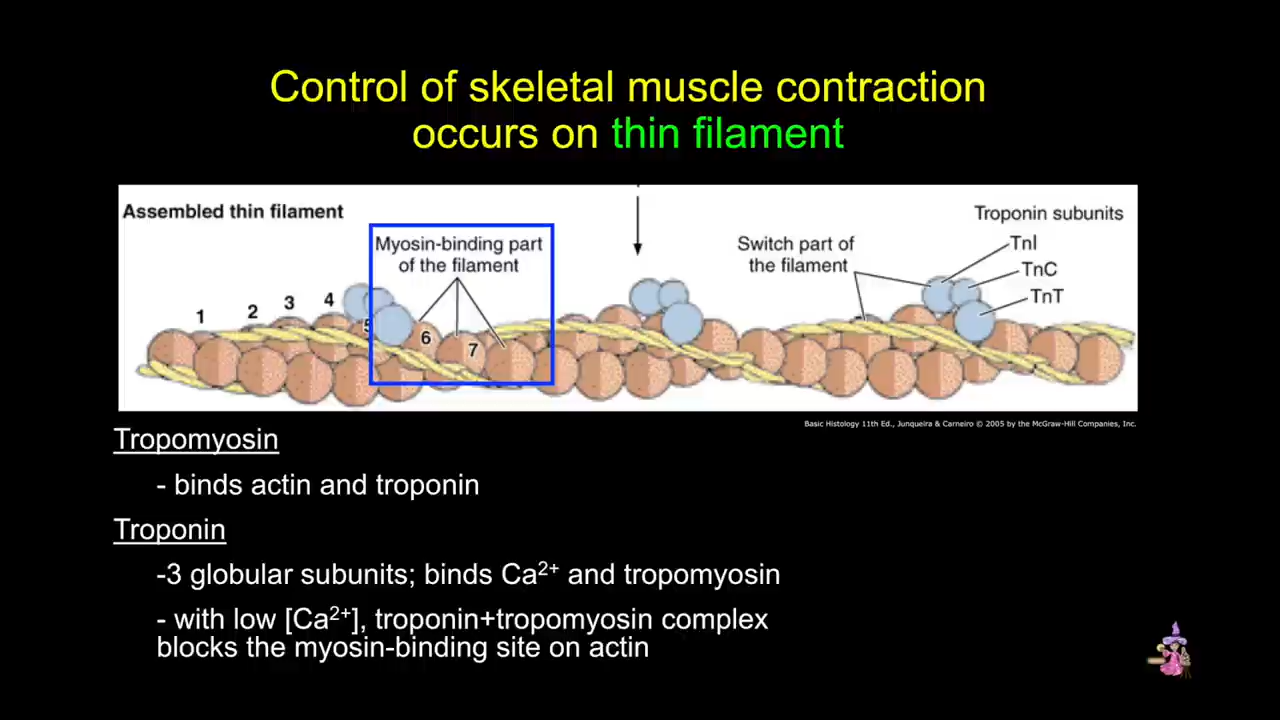 Control of skeletal muscle contraction
occurs on thin filament
Assembled thin filament
Myosin-binding part
of the filament
Switch part of
the filament
Troponin subunits
TnI
TnC
TnT
1
2
3
4
5
6
7
Basic Histology 11th Ed., Junqueira & Carneiro © 2005 by the McGraw-Hill Companies, Inc.
Tropomyosin
- binds actin and troponin
Troponin
-3 globular subunits; binds Ca²⁺ and tropomyosin
- with low [Ca²⁺], troponin+tropomyosin complex
blocks the myosin-binding site on actin